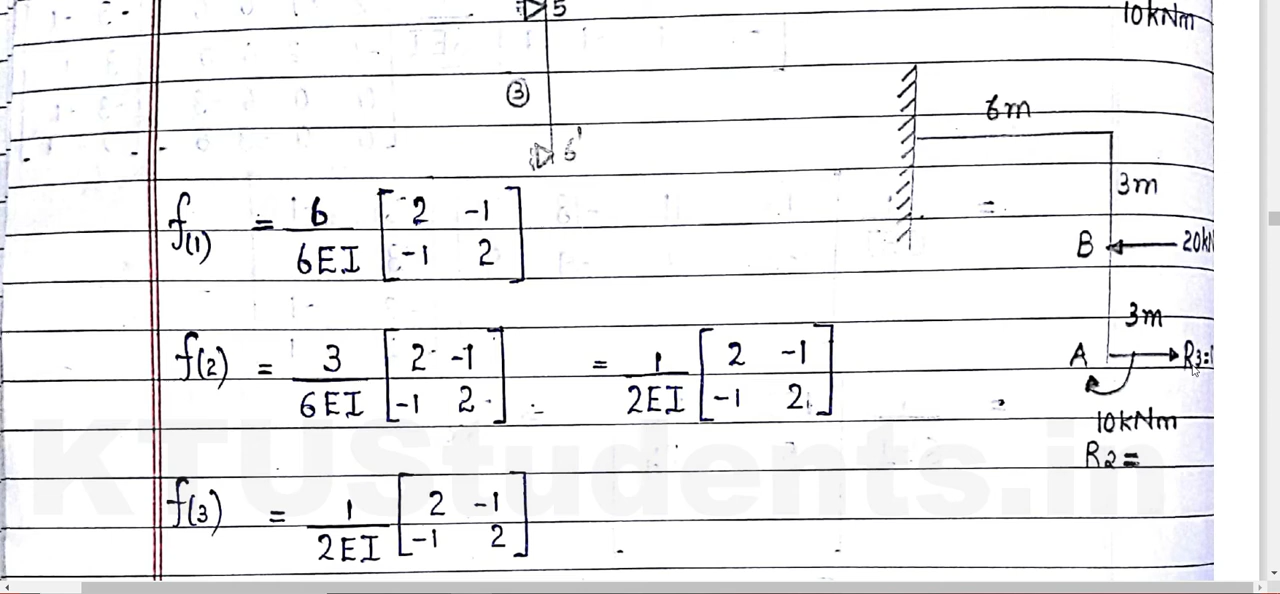 5
10kNm
③
6'
6m
3m
f(1) = 6/6EI [2 -1; -1 2]
B
20k
f(2) = 3/6EI [2 -1; -1 2] = 1/2EI [2 -1; -1 2]
3m
A
R3=
10kNm
R2=
f(3) = 1/2EI [2 -1; -1 2]
KTUStudents.in